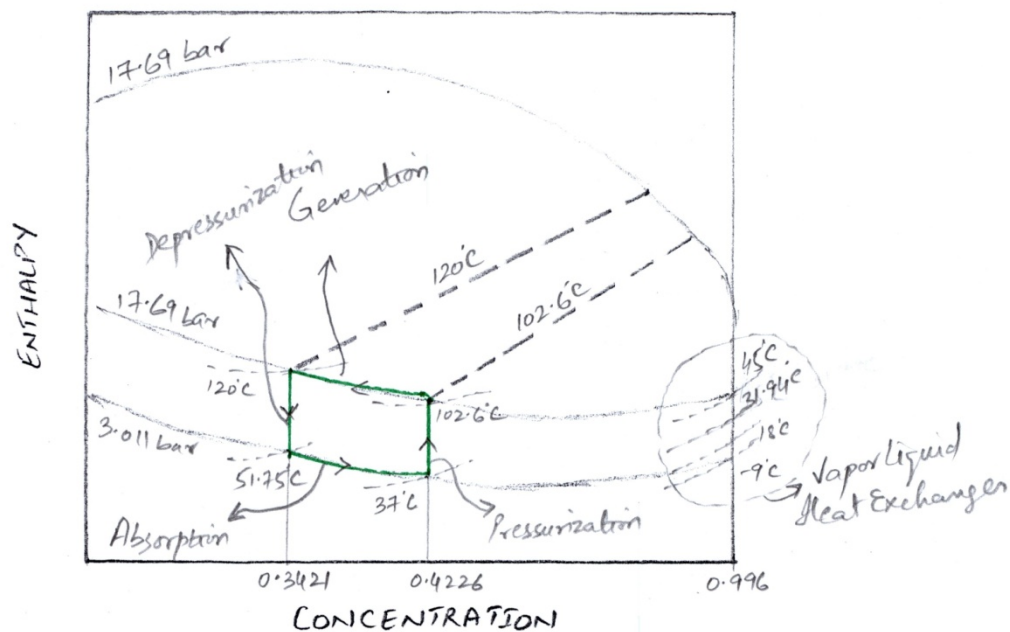 17.69 bar
Depressurization
Generation
120°C
102.6°C
17.69 bar
120°C
102.6°C
45°C
31.94°C
18°C
-9°C
3.011 bar
51.75°C
37°C
Vapor Liquid
Heat Exchanger
Absorption
Pressurization
0.3421
0.4226
0.996
ENTHALPY
CONCENTRATION